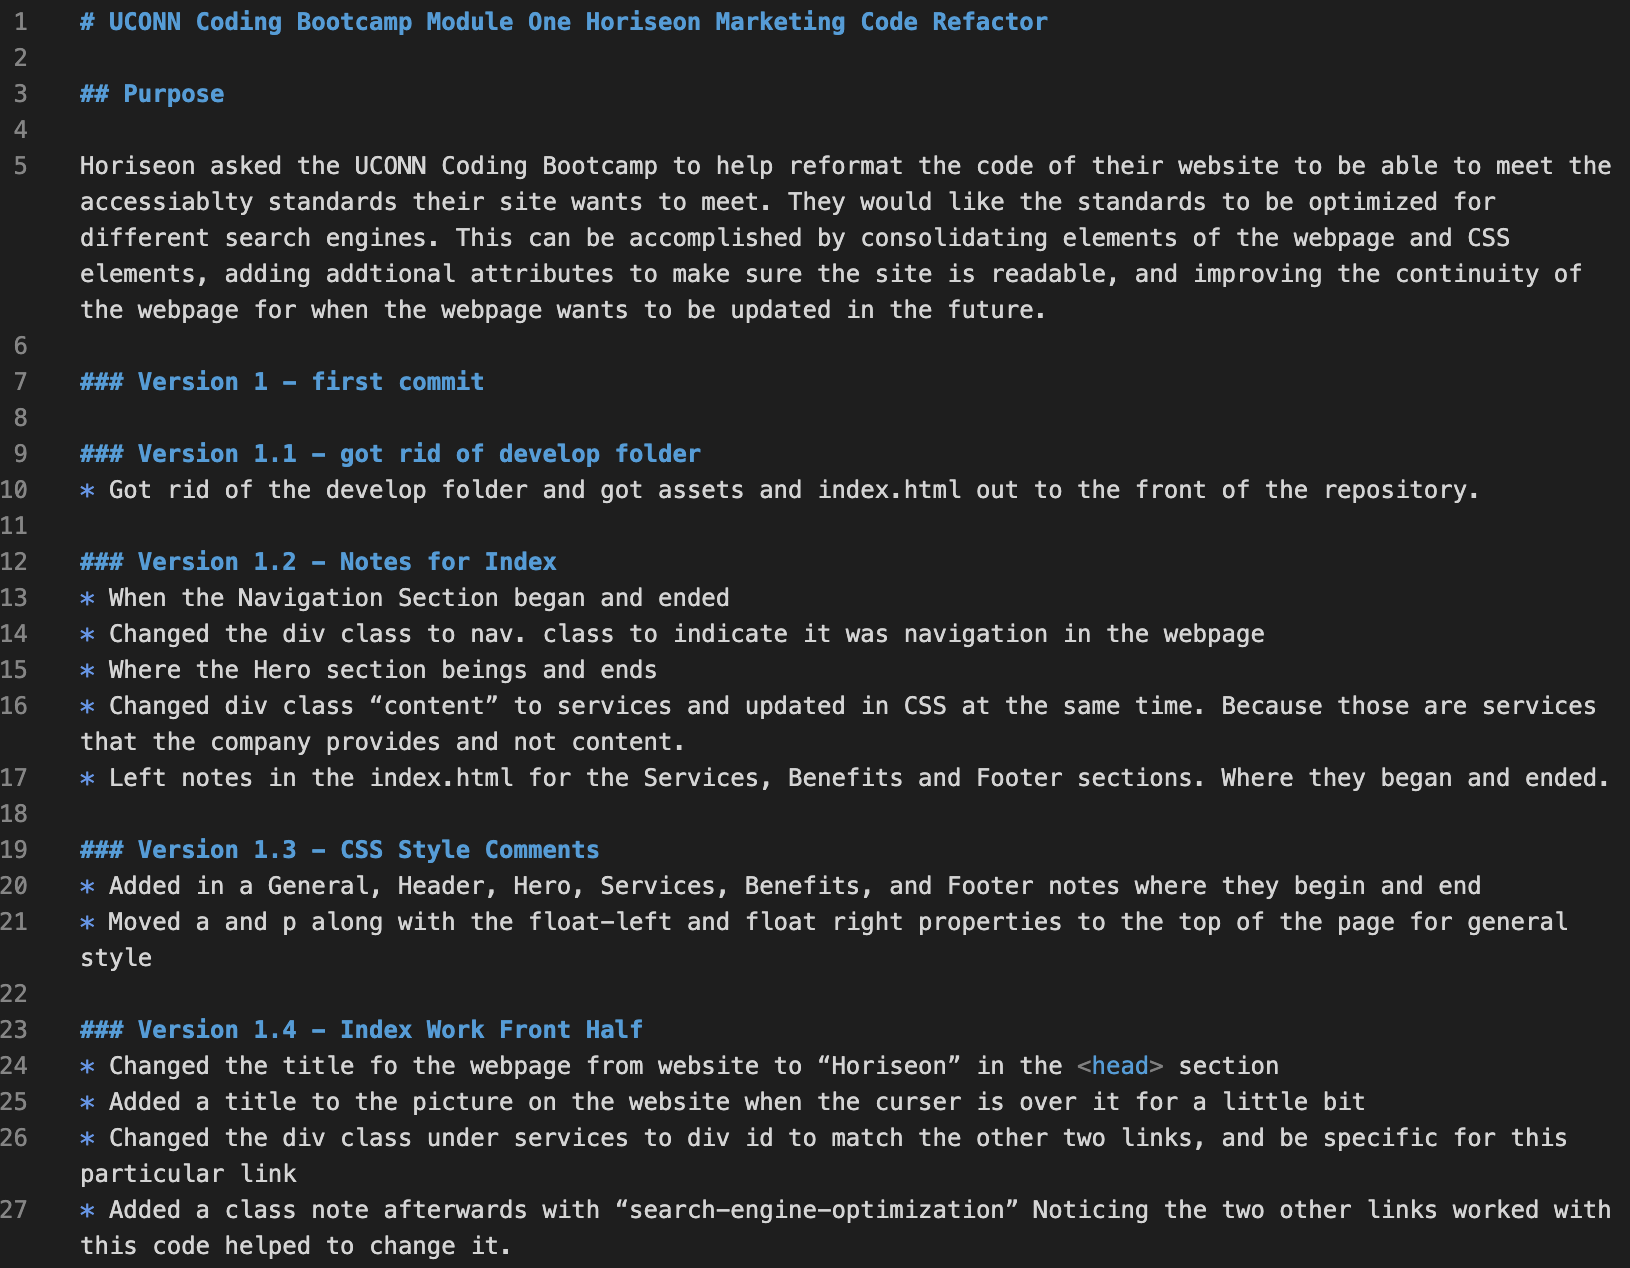 1 # UCONN Coding Bootcamp Module One Horiseon Marketing Code Refactor
2
3 ## Purpose
4
5 Horiseon asked the UCONN Coding Bootcamp to help reformat the code of their website to be able to meet the
accessiablty standards their site wants to meet. They would like the standards to be optimized for
different search engines. This can be accomplished by consolidating elements of the webpage and CSS
elements, adding addtional attributes to make sure the site is readable, and improving the continuity of
the webpage for when the webpage wants to be updated in the future.
6
7 ### Version 1 – first commit
8
9 ### Version 1.1 – got rid of develop folder
10 * Got rid of the develop folder and got assets and index.html out to the front of the repository.
11
12 ### Version 1.2 – Notes for Index
13 * When the Navigation Section began and ended
14 * Changed the div class to nav. class to indicate it was navigation in the webpage
15 * Where the Hero section beings and ends
16 * Changed div class “content” to services and updated in CSS at the same time. Because those are services
that the company provides and not content.
17 * Left notes in the index.html for the Services, Benefits and Footer sections. Where they began and ended.
18
19 ### Version 1.3 – CSS Style Comments
20 * Added in a General, Header, Hero, Services, Benefits, and Footer notes where they begin and end
21 * Moved a and p along with the float-left and float right properties to the top of the page for general
style
22
23 ### Version 1.4 – Index Work Front Half
24 * Changed the title fo the webpage from website to “Horiseon” in the <head> section
25 * Added a title to the picture on the website when the curser is over it for a little bit
26 * Changed the div class under services to div id to match the other two links, and be specific for this
particular link
27 * Added a class note afterwards with “search-engine-optimization” Noticing the two other links worked with
this code helped to change it.